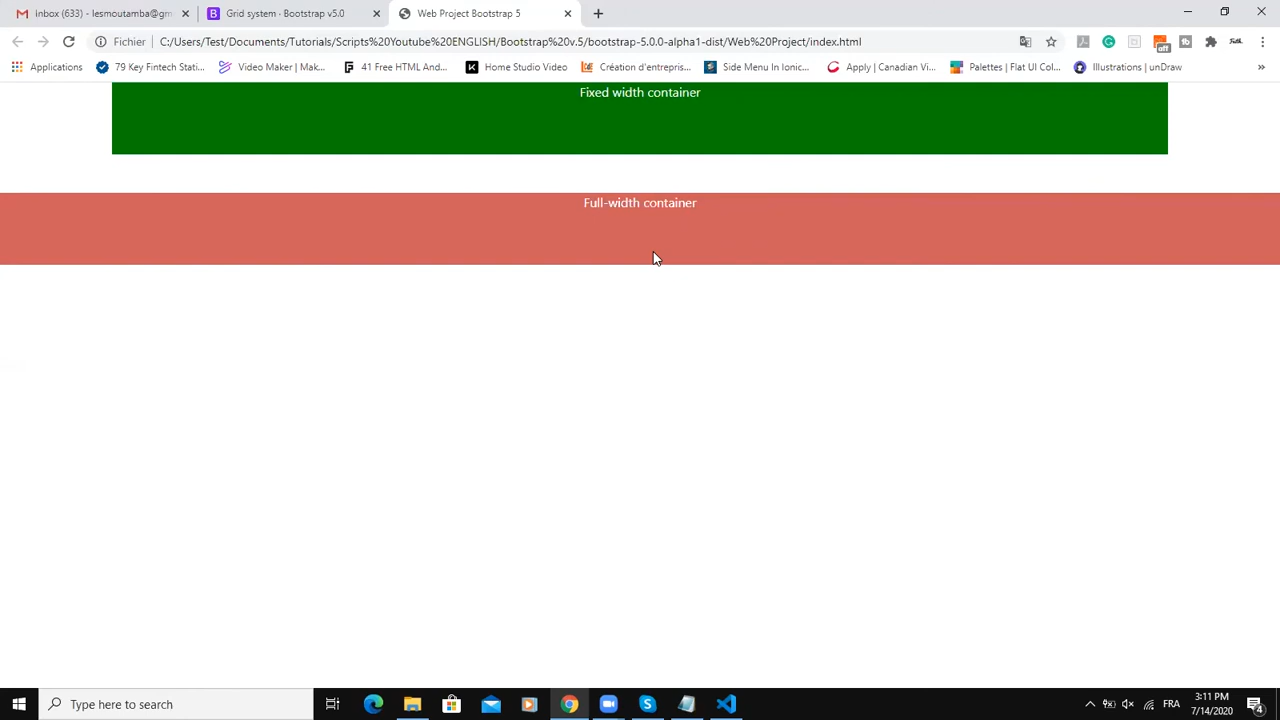 Inbox (633) - lesmoutamba@gm
Grid system · Bootstrap v5.0
Web Project Bootstrap 5
Fichier
C:/Users/Test/Documents/Tutorials/Scripts%20Youtube%20ENGLISH/Bootstrap%20v.5/bootstrap-5.0.0-alpha1-dist/Web%20Project/index.html
off
Applications
79 Key Fintech Stati...
Video Maker | Mak...
41 Free HTML And...
Home Studio Video
Création d'entrepris...
Side Menu In Ionic...
Apply | Canadian Vi...
Palettes | Flat UI Col...
Illustrations | unDraw
»
Fixed width container
Full-width container
Type here to search
FRA
3:11 PM
7/14/2020
4